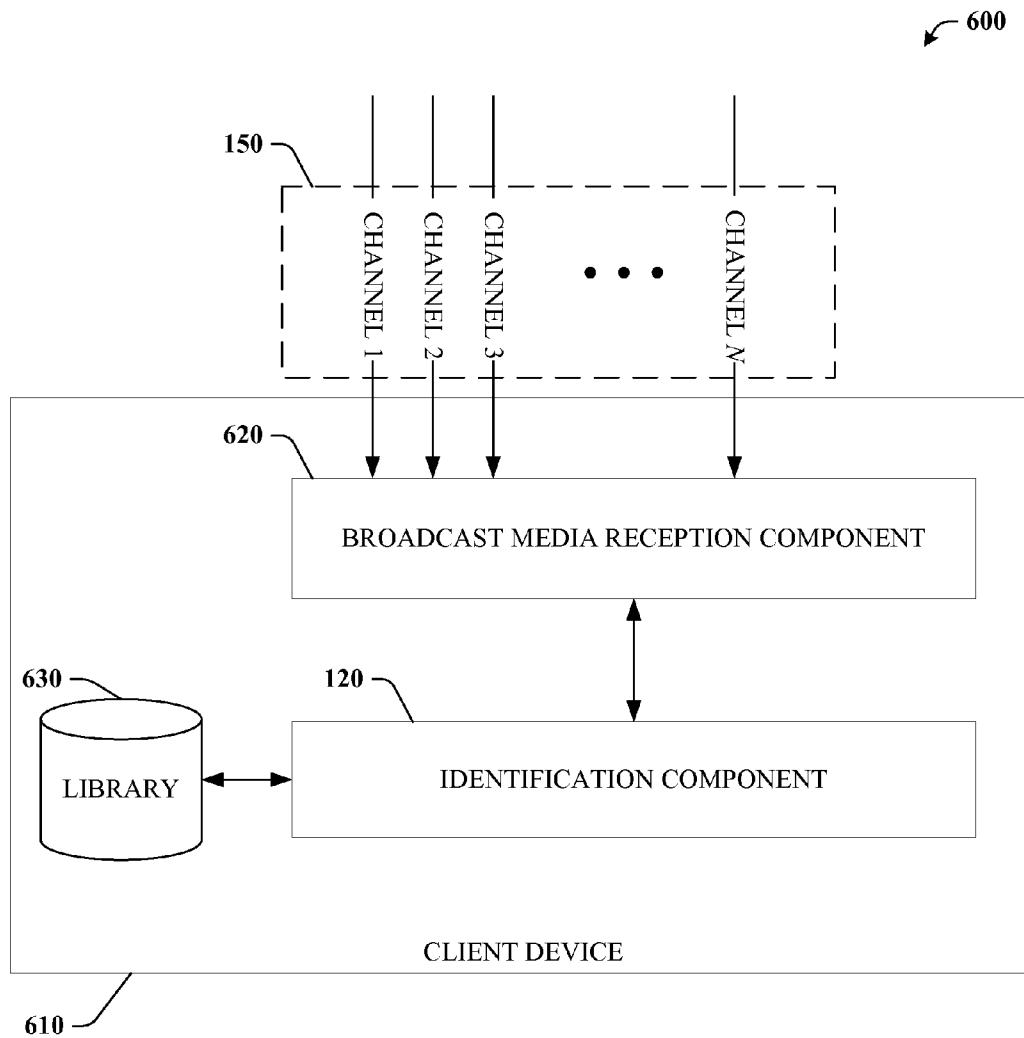 600
150
CHANNEL 1
CHANNEL 2
CHANNEL 3
CHANNEL N
620
BROADCAST MEDIA RECEPTION COMPONENT
630
120
LIBRARY
IDENTIFICATION COMPONENT
CLIENT DEVICE
610